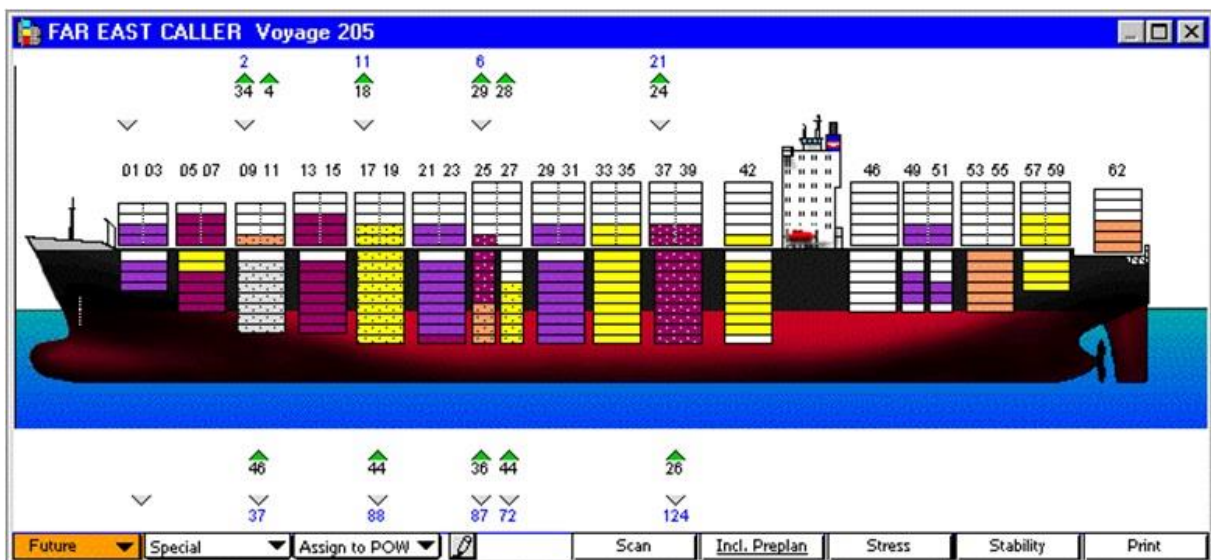 FAR EAST CALLER Voyage 205
2 11 6 21
34 4 18 29 28 24
01 03 05 07 09 11 13 15 17 19 21 23 25 27 29 31 33 35 37 39 42 46 49 51 53 55 57 59 62
46 44 36 44 26
37 88 87 72 124
Future Special Assign to POW Scan Incl. Preplan Stress Stability Print